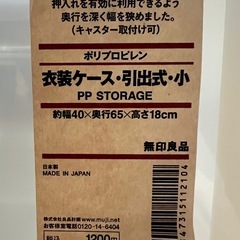 押入れを有効に利用できるよう
奥行を深く幅を狭めました。
(キャスター取付け可)
ポリプロピレン
衣装ケース・引出式・小
PP STORAGE
約幅40×奥行65×高さ18cm
無印良品
日本製
MADE IN JAPAN
株式会社良品計画 www.muji.net
お客様室電話0120-14-6404
税込
1200m
4547315112104